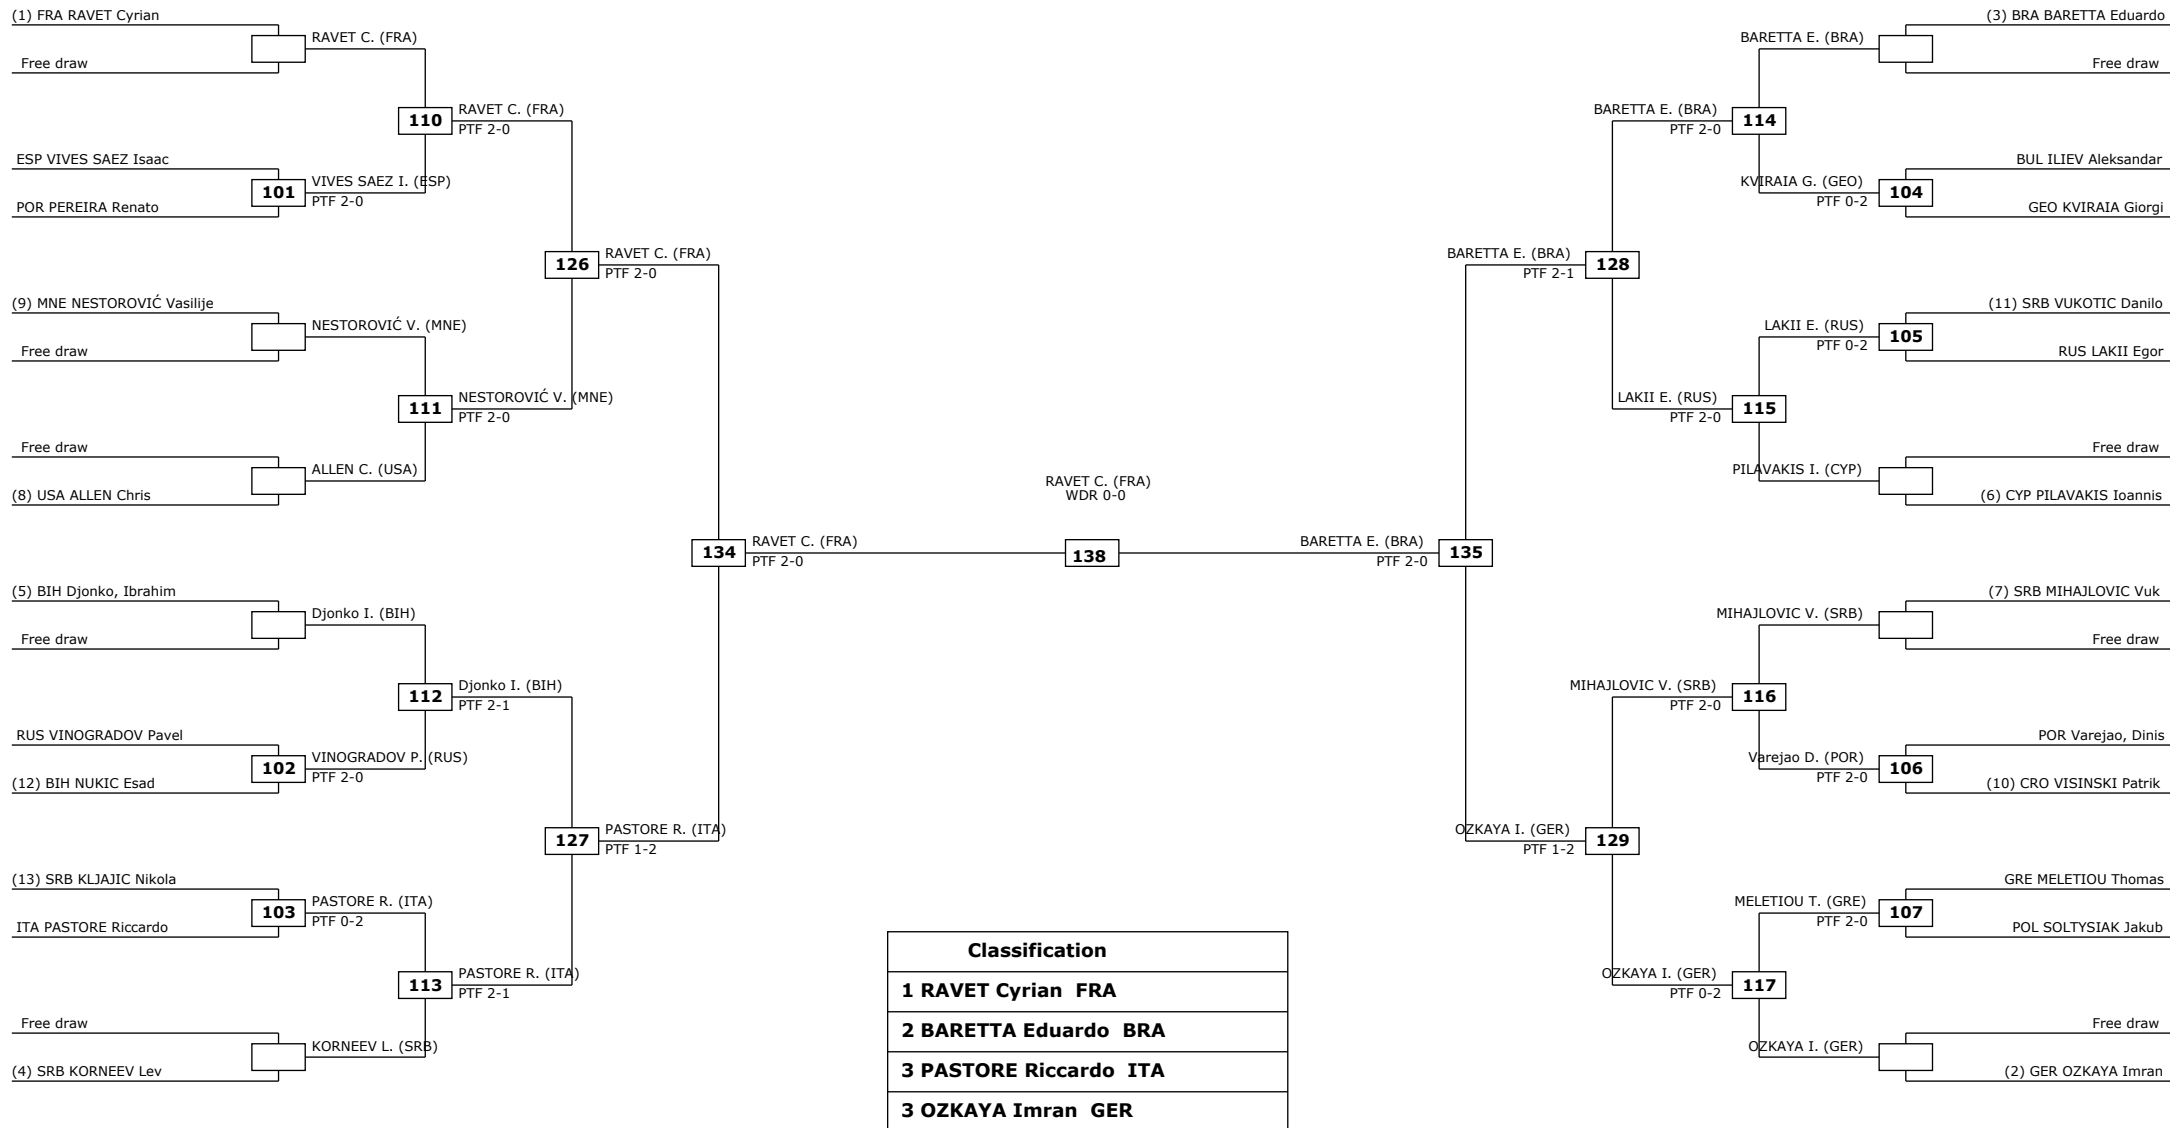 (1) FRA RAVET Cyrian
RAVET C. (FRA)
Free draw
RAVET C. (FRA)
110
PTF 2-0
ESP VIVES SAEZ Isaac
VIVES SAEZ I. (ESP)
101
PTF 2-0
POR PEREIRA Renato
RAVET C. (FRA)
126
PTF 2-0
(9) MNE NESTOROVIĆ Vasilije
NESTOROVIĆ V. (MNE)
Free draw
NESTOROVIĆ V. (MNE)
111
PTF 2-0
Free draw
ALLEN C. (USA)
(8) USA ALLEN Chris
RAVET C. (FRA)
134
PTF 2-0
(5) BIH Djonko, Ibrahim
Djonko I. (BIH)
Free draw
Djonko I. (BIH)
112
PTF 2-1
RUS VINOGRADOV Pavel
VINOGRADOV P. (RUS)
102
PTF 2-0
(12) BIH NUKIC Esad
PASTORE R. (ITA)
127
PTF 1-2
(13) SRB KLJAJIC Nikola
PASTORE R. (ITA)
103
PTF 0-2
ITA PASTORE Riccardo
PASTORE R. (ITA)
113
PTF 2-1
Free draw
KORNEEV L. (SRB)
(4) SRB KORNEEV Lev
RAVET C. (FRA)
WDR 0-0
138
(3) BRA BARETTA Eduardo
BARETTA E. (BRA)
Free draw
BARETTA E. (BRA)
114
PTF 2-0
BUL ILIEV Aleksandar
KVIRAIA G. (GEO)
104
PTF 0-2
GEO KVIRAIA Giorgi
BARETTA E. (BRA)
128
PTF 2-1
(11) SRB VUKOTIC Danilo
LAKII E. (RUS)
105
PTF 0-2
RUS LAKII Egor
LAKII E. (RUS)
115
PTF 2-0
Free draw
PILAVAKIS I. (CYP)
(6) CYP PILAVAKIS Ioannis
BARETTA E. (BRA)
135
PTF 2-0
(7) SRB MIHAJLOVIC Vuk
MIHAJLOVIC V. (SRB)
Free draw
MIHAJLOVIC V. (SRB)
116
PTF 2-0
POR Varejao, Dinis
Varejao D. (POR)
106
PTF 2-0
(10) CRO VISINSKI Patrik
OZKAYA I. (GER)
129
PTF 1-2
GRE MELETIOU Thomas
MELETIOU T. (GRE)
107
PTF 2-0
POL SOLTYSIAK Jakub
OZKAYA I. (GER)
117
PTF 0-2
Free draw
OZKAYA I. (GER)
(2) GER OZKAYA Imran
Classification
1 RAVET Cyrian FRA
2 BARETTA Eduardo BRA
3 PASTORE Riccardo ITA
3 OZKAYA Imran GER